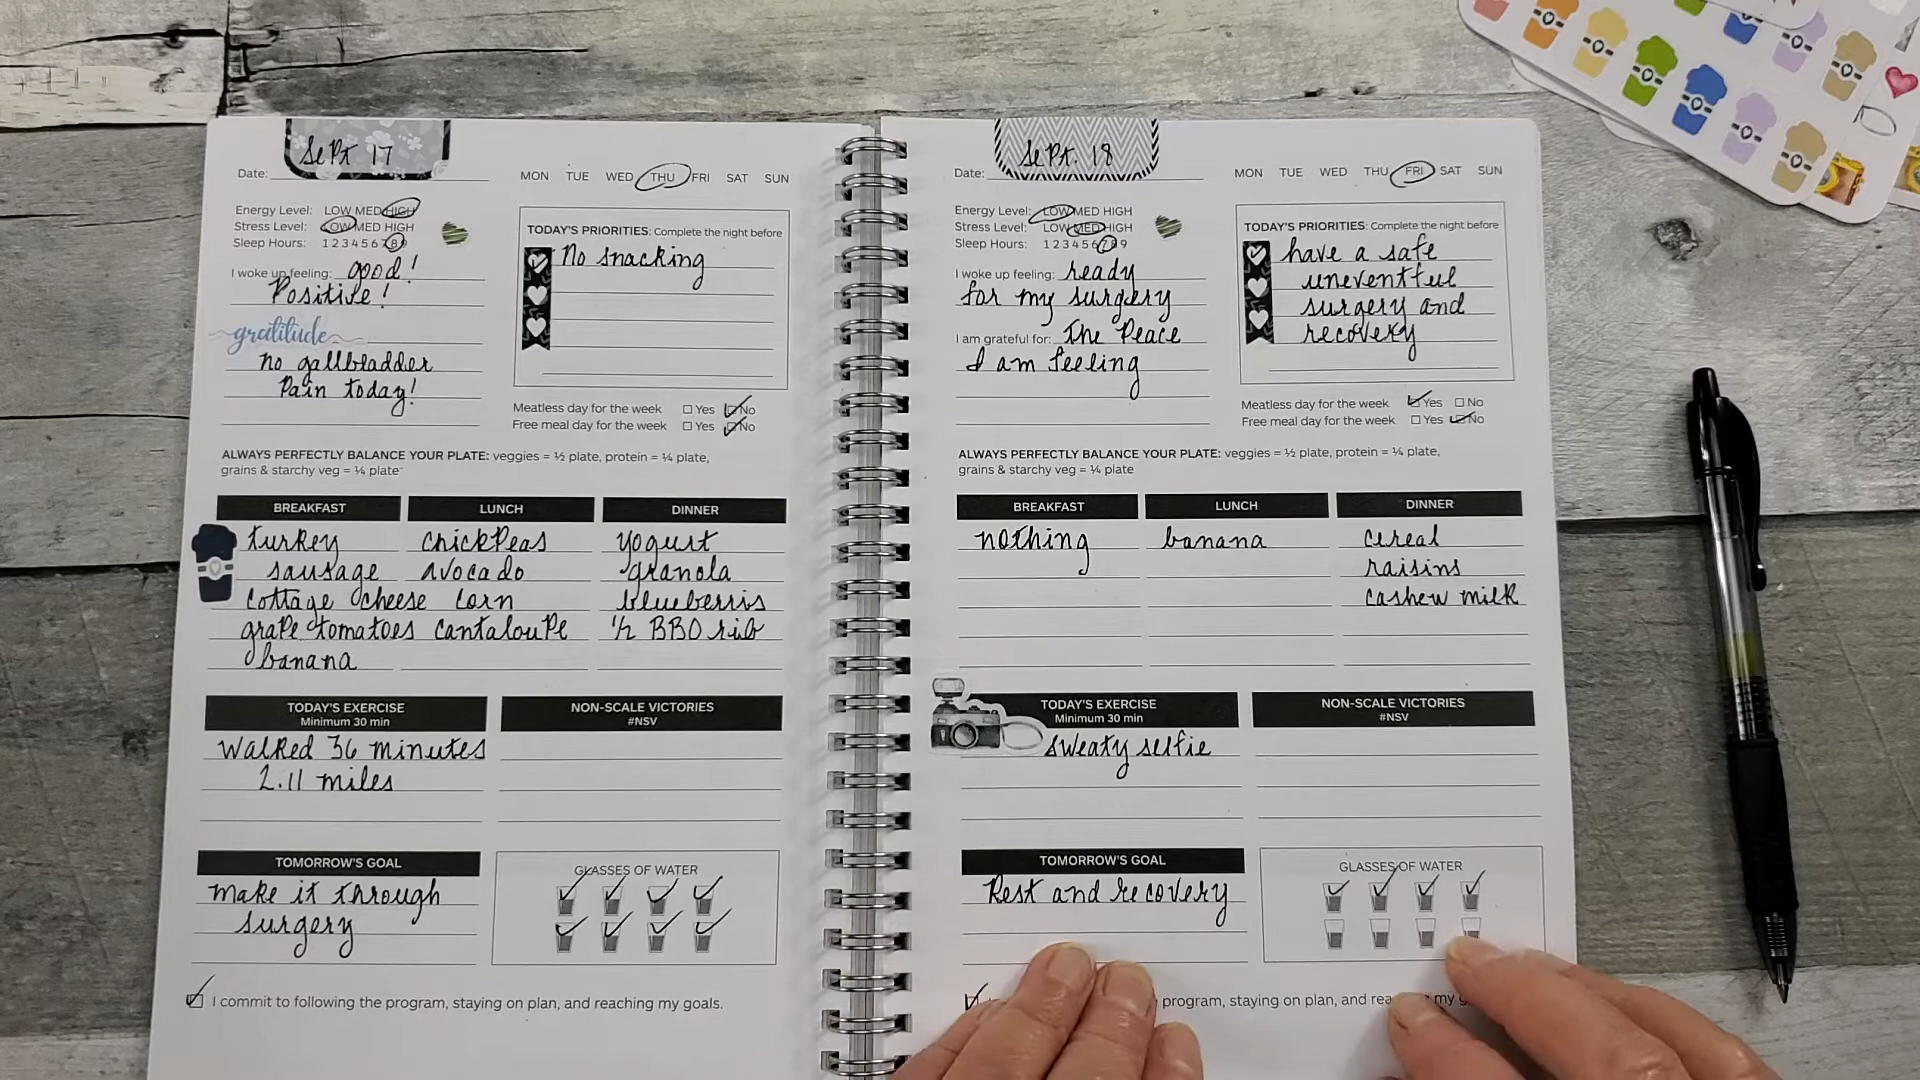 Sept 17
Date:
MON TUE WED THU FRI SAT SUN
Energy Level: LOW MED HIGH
Stress Level: LOW MED HIGH
Sleep Hours: 1 2 3 4 5 6 7 8 9
I woke up feeling: good!
Positive!
gratitude
no gallbladder
Pain today!
TODAY'S PRIORITIES: Complete the night before
No snacking
Meatless day for the week Yes No
Free meal day for the week Yes No
ALWAYS PERFECTLY BALANCE YOUR PLATE: veggies = ½ plate, protein = ¼ plate,
grains & starchy veg = ¼ plate
BREAKFAST LUNCH DINNER
turkey chickpeas yogurt
sausage avocado granola
cottage cheese corn blueberris
grape tomatoes cantaloupe ½ BBQ rib
banana
TODAY'S EXERCISE
Minimum 30 min
Walked 36 minutes
2.11 miles
NON-SCALE VICTORIES
#NSV
TOMORROW'S GOAL
make it through
surgery
GLASSES OF WATER
I commit to following the program, staying on plan, and reaching my goals.
Sept. 18
Date:
MON TUE WED THU FRI SAT SUN
Energy Level: LOW MED HIGH
Stress Level: LOW MED HIGH
Sleep Hours: 1 2 3 4 5 6 7 8 9
I woke up feeling: ready
for my surgery
I am grateful for: The Peace
I am feeling
TODAY'S PRIORITIES: Complete the night before
have a safe
uneventful
surgery and
recovery
Meatless day for the week Yes No
Free meal day for the week Yes No
ALWAYS PERFECTLY BALANCE YOUR PLATE: veggies = ½ plate, protein = ¼ plate,
grains & starchy veg = ¼ plate
BREAKFAST LUNCH DINNER
nothing banana cereal
raisins
cashew milk
TODAY'S EXERCISE
Minimum 30 min
sweaty selfie
NON-SCALE VICTORIES
#NSV
TOMORROW'S GOAL
Rest and recovery
GLASSES OF WATER
program, staying on plan, and my